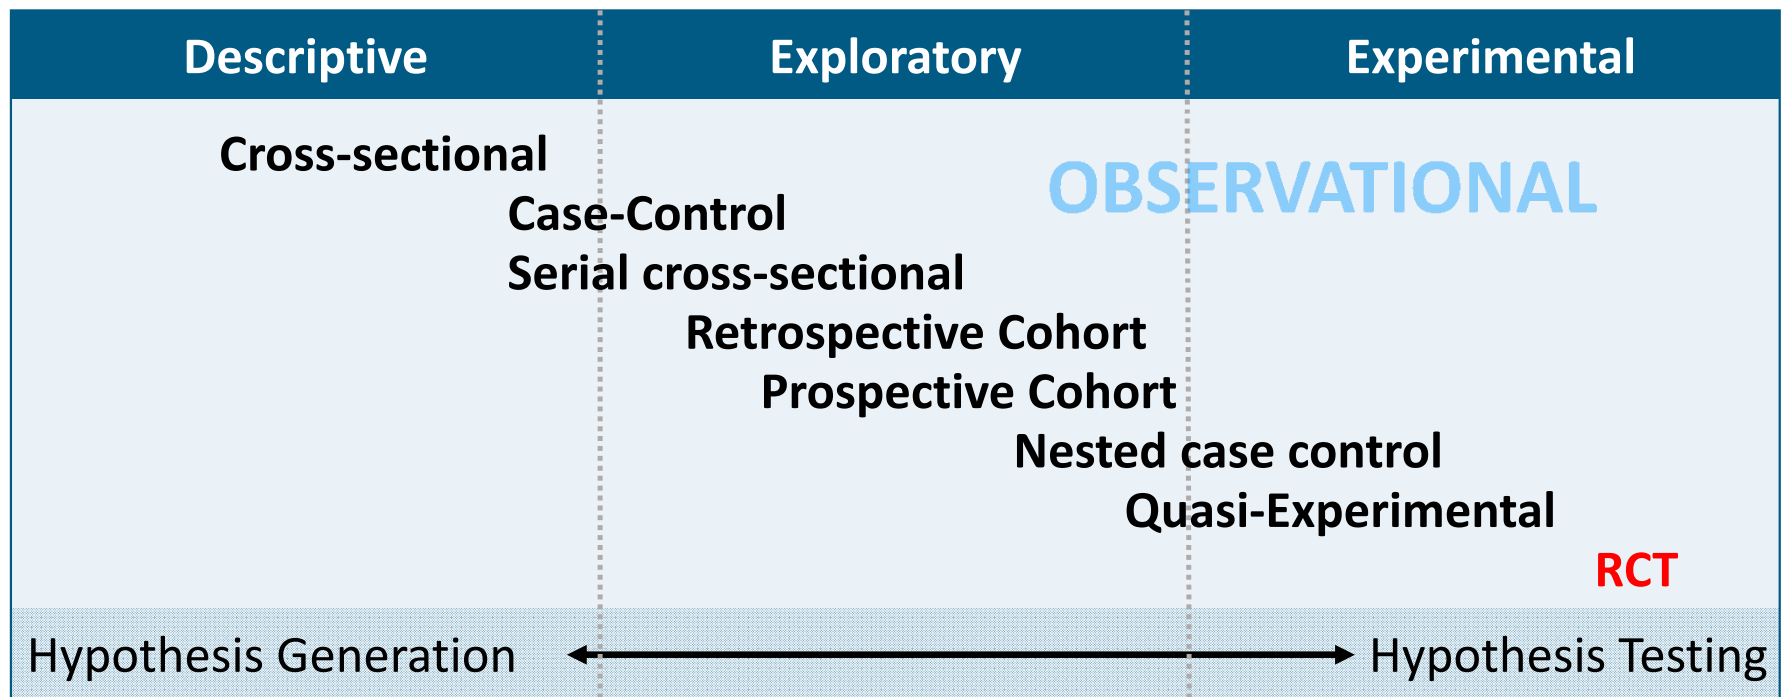 Descriptive Exploratory Experimental
Cross-sectional
OBSERVATIONAL
Case-Control
Serial cross-sectional
Retrospective Cohort
Prospective Cohort
Nested case control
Quasi-Experimental
RCT
Hypothesis Generation Hypothesis Testing